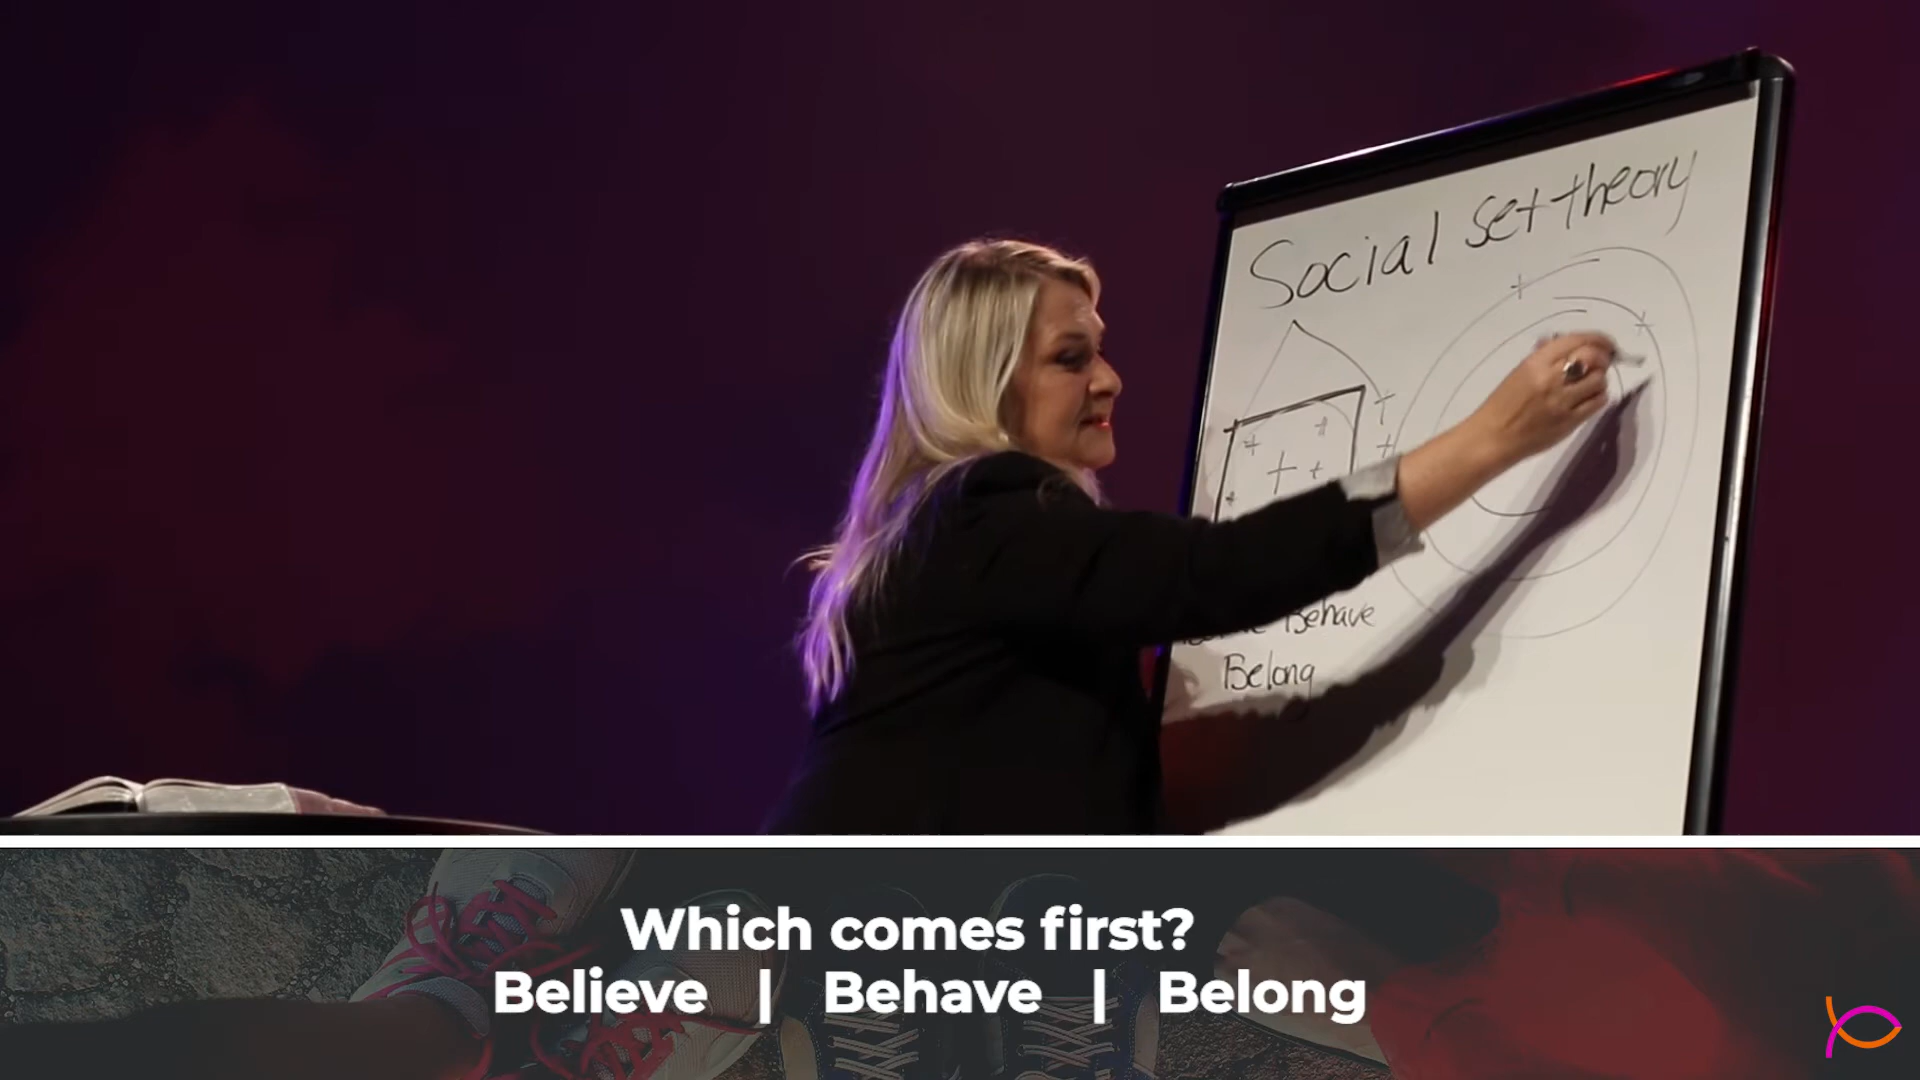 Social set theory
Behave
Belong
Which comes first?
Believe | Behave | Belong